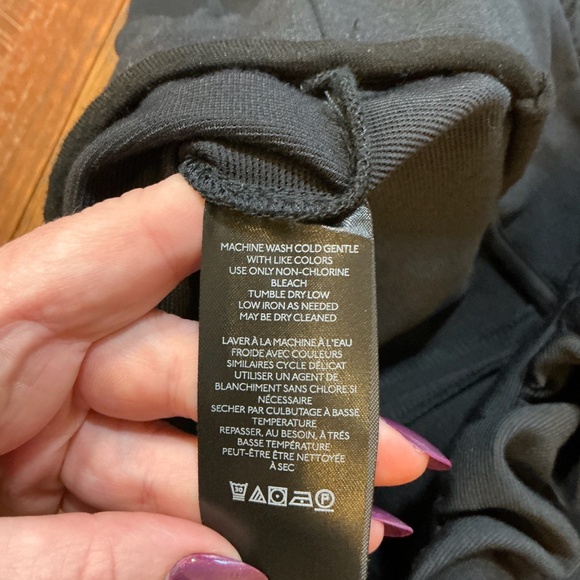 MACHINE WASH COLD GENTLE
WITH LIKE COLORS
USE ONLY NON-CHLORINE
BLEACH
TUMBLE DRY LOW
LOW IRON AS NEEDED
MAY BE DRY CLEANED
LAVER À LA MACHINE À L'EAU
FROIDE AVEC COULEURS
SIMILAIRES CYCLE DÉLICAT
UTILISER UN AGENT DE
BLANCHIMENT SANS CHLORE SI
NÉCESSAIRE
SECHER PAR CULBUTAGE À BASSE
TEMPERATURE
REPASSER, AU BESOIN, À TRÉS
BASSE TEMPÉRATURE
PEUT-ÊTRE ÊTRE NETTOYÉE
À SEC
30 P